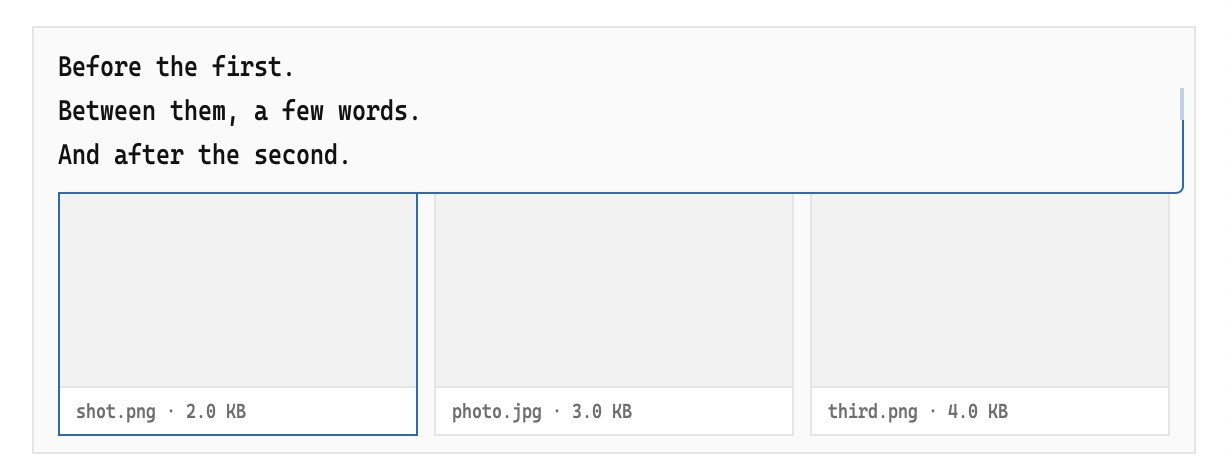 Before the first.
Between them, a few words.
And after the second.
shot.png · 2.0 KB
photo.jpg · 3.0 KB
third.png · 4.0 KB